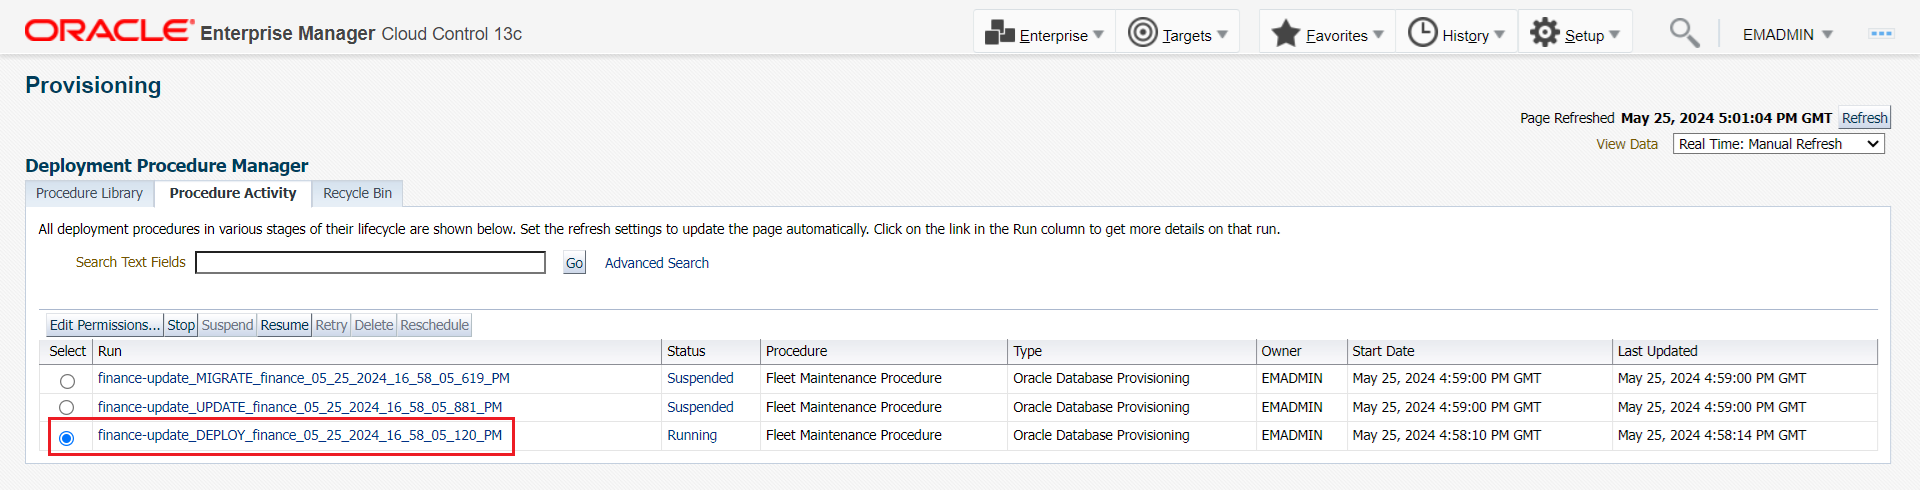 ORACLE Enterprise Manager Cloud Control 13c Enterprise Targets Favorites History Setup EMADMIN
Provisioning
Page Refreshed May 25, 2024 5:01:04 PM GMT Refresh
View Data Real Time: Manual Refresh
Deployment Procedure Manager
Procedure Library Procedure Activity Recycle Bin
All deployment procedures in various stages of their lifecycle are shown below. Set the refresh settings to update the page automatically. Click on the link in the Run column to get more details on that run.
Search Text Fields Go Advanced Search
Edit Permissions... Stop Suspend Resume Retry Delete Reschedule
Select Run Status Procedure Type Owner Start Date Last Updated
finance-update_MIGRATE_finance_05_25_2024_16_58_05_619_PM Suspended Fleet Maintenance Procedure Oracle Database Provisioning EMADMIN May 25, 2024 4:59:00 PM GMT May 25, 2024 4:59:00 PM GMT
finance-update_UPDATE_finance_05_25_2024_16_58_05_881_PM Suspended Fleet Maintenance Procedure Oracle Database Provisioning EMADMIN May 25, 2024 4:59:00 PM GMT May 25, 2024 4:59:00 PM GMT
finance-update_DEPLOY_finance_05_25_2024_16_58_05_120_PM Running Fleet Maintenance Procedure Oracle Database Provisioning EMADMIN May 25, 2024 4:58:10 PM GMT May 25, 2024 4:58:14 PM GMT